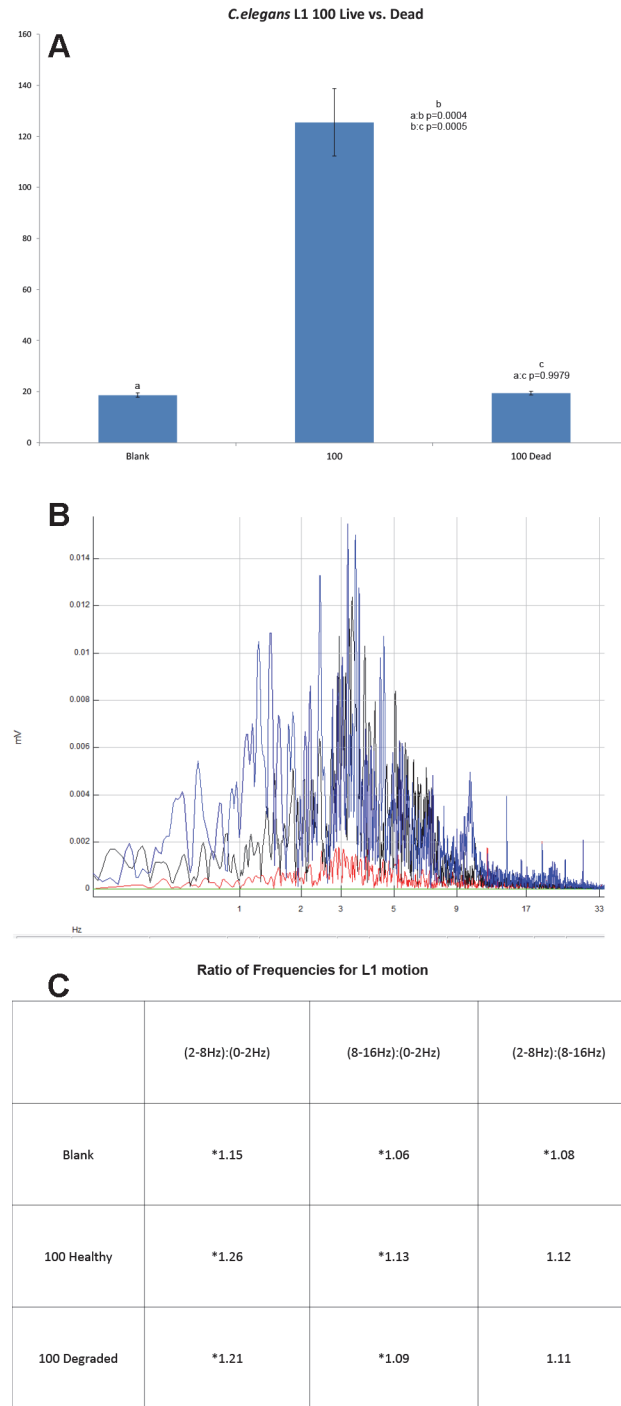 C.elegans L1 100 Live vs. Dead
A
160
140
120
100
80
60
40
20
0
b
a:b p=0.0004
b:c p=0.0005
a
c
a:c p=0.9979
Blank
100
100 Dead
B
0.014
0.012
0.01
0.008
0.006
0.004
0.002
0
mV
1
2
3
5
9
17
33
Hz
C
Ratio of Frequencies for L1 motion
(2-8Hz):(0-2Hz)
(8-16Hz):(0-2Hz)
(2-8Hz):(8-16Hz)
Blank
*1.15
*1.06
*1.08
100 Healthy
*1.26
*1.13
1.12
100 Degraded
*1.21
*1.09
1.11